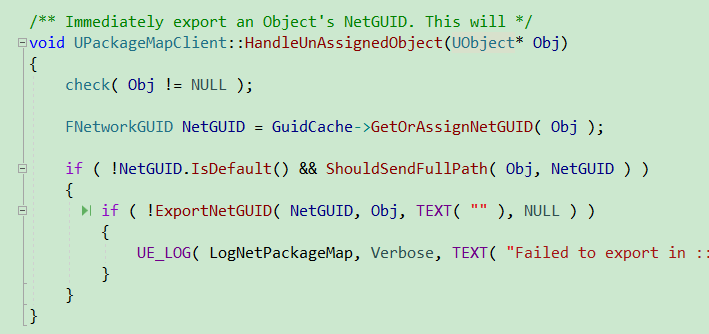 /** Immediately export an Object's NetGUID. This will */
void UPackageMapClient::HandleUnAssignedObject(UObject* Obj)
{
check( Obj != NULL );
FNetworkGUID NetGUID = GuidCache->GetOrAssignNetGUID( Obj );
if ( !NetGUID.IsDefault() && ShouldSendFullPath( Obj, NetGUID ) )
{
if ( !ExportNetGUID( NetGUID, Obj, TEXT( "" ), NULL ) )
{
UE_LOG( LogNetPackageMap, Verbose, TEXT( "Failed to export in ::
}
}
}